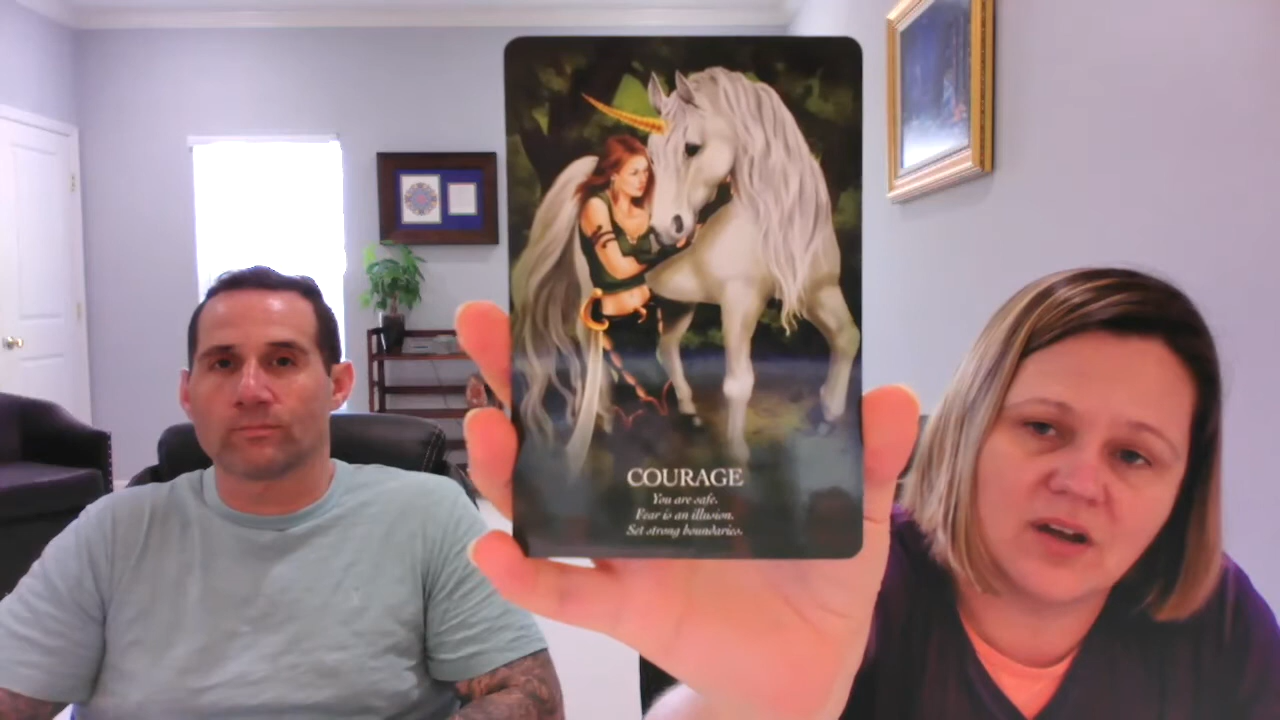 COURAGE
You are safe.
Fear is an illusion.
Set strong boundaries.